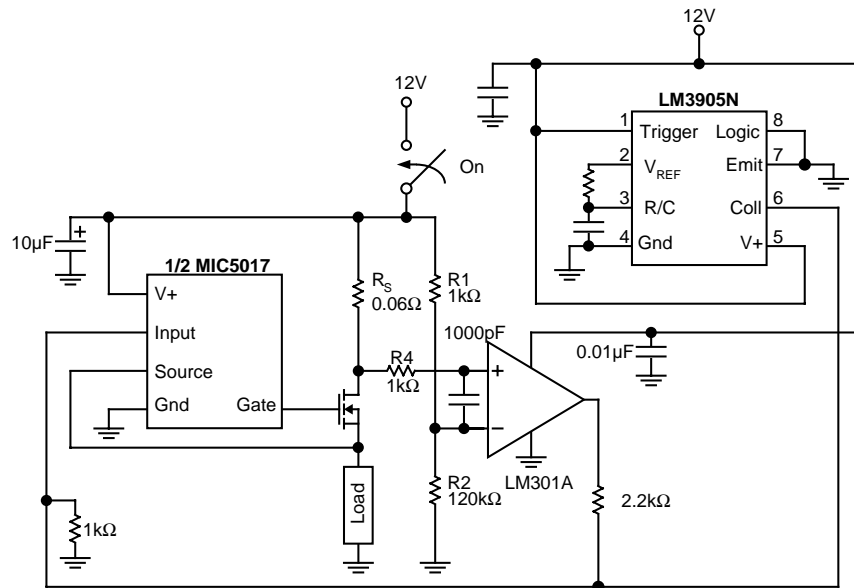 12V
12V
LM3905N
1 Trigger Logic 8
2 VREF Emit 7
3 R/C Coll 6
4 Gnd V+ 5
On
10µF +
1/2 MIC5017
V+
Input
Source
Gnd Gate
RS
0.06Ω
R1
1kΩ
1000pF
R4
1kΩ
+
−
0.01µF
LM301A
R2
120kΩ
2.2kΩ
Load
1kΩ